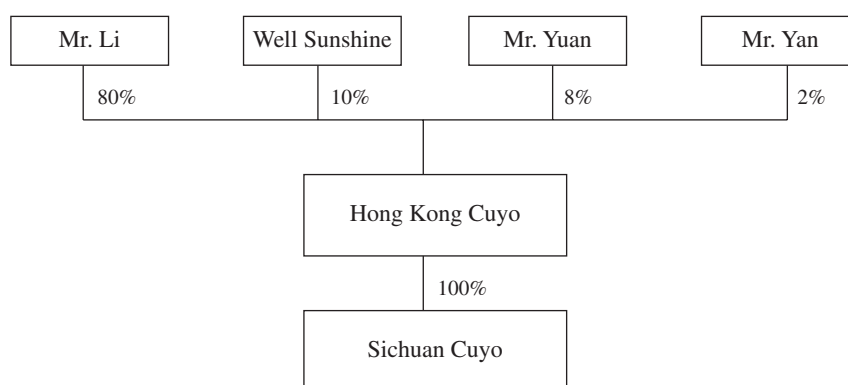 Mr. Li Well Sunshine Mr. Yuan Mr. Yan
80% 10% 8% 2%
Hong Kong Cuyo
100%
Sichuan Cuyo